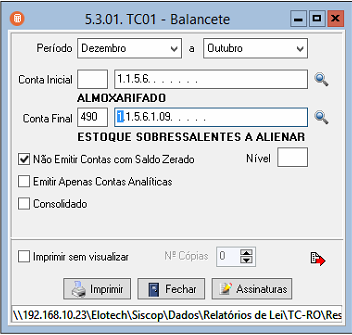 5.3.01. TC01 - Balancete
Período Dezembro a Outubro
Conta Inicial 1.1.5.6. . . . . .
ALMOXARIFADO
Conta Final 490 1.1.5.6.1.09. . . . .
ESTOQUE SOBRESSALENTES A ALIENAR
Não Emitir Contas com Saldo Zerado Nível
Emitir Apenas Contas Analíticas
Consolidado
Imprimir sem visualizar Nº Cópias 0
Imprimir Fechar Assinaturas
\\192.168.10.23\Elotech\Siscop\Dados\Relatórios de Lei\TC-RO\Res